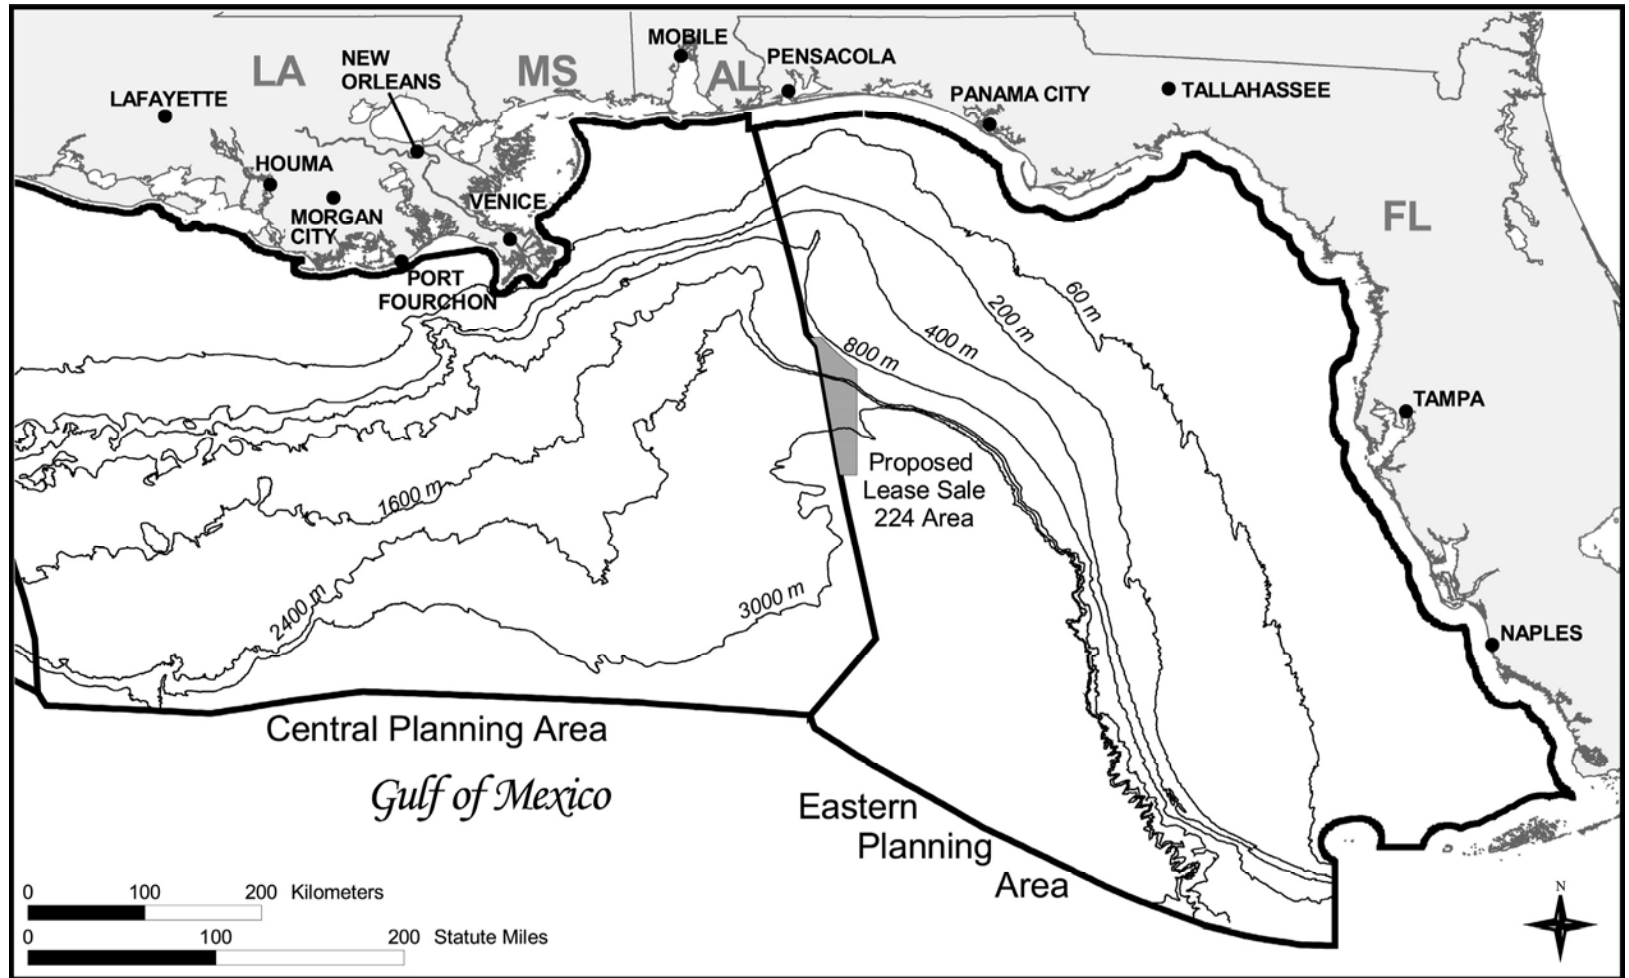 MOBILE
NEW
ORLEANS
LA
MS
AL
PENSACOLA
LAFAYETTE
PANAMA CITY
TALLAHASSEE
HOUMA
VENICE
MORGAN
CITY
FL
PORT
FOURCHON
60 m
200 m
400 m
800 m
TAMPA
Proposed
Lease Sale
224 Area
1600 m
2400 m
3000 m
NAPLES
Central Planning Area
Gulf of Mexico
Eastern
Planning
Area
0 100 200 Kilometers
0 100 200 Statute Miles
N